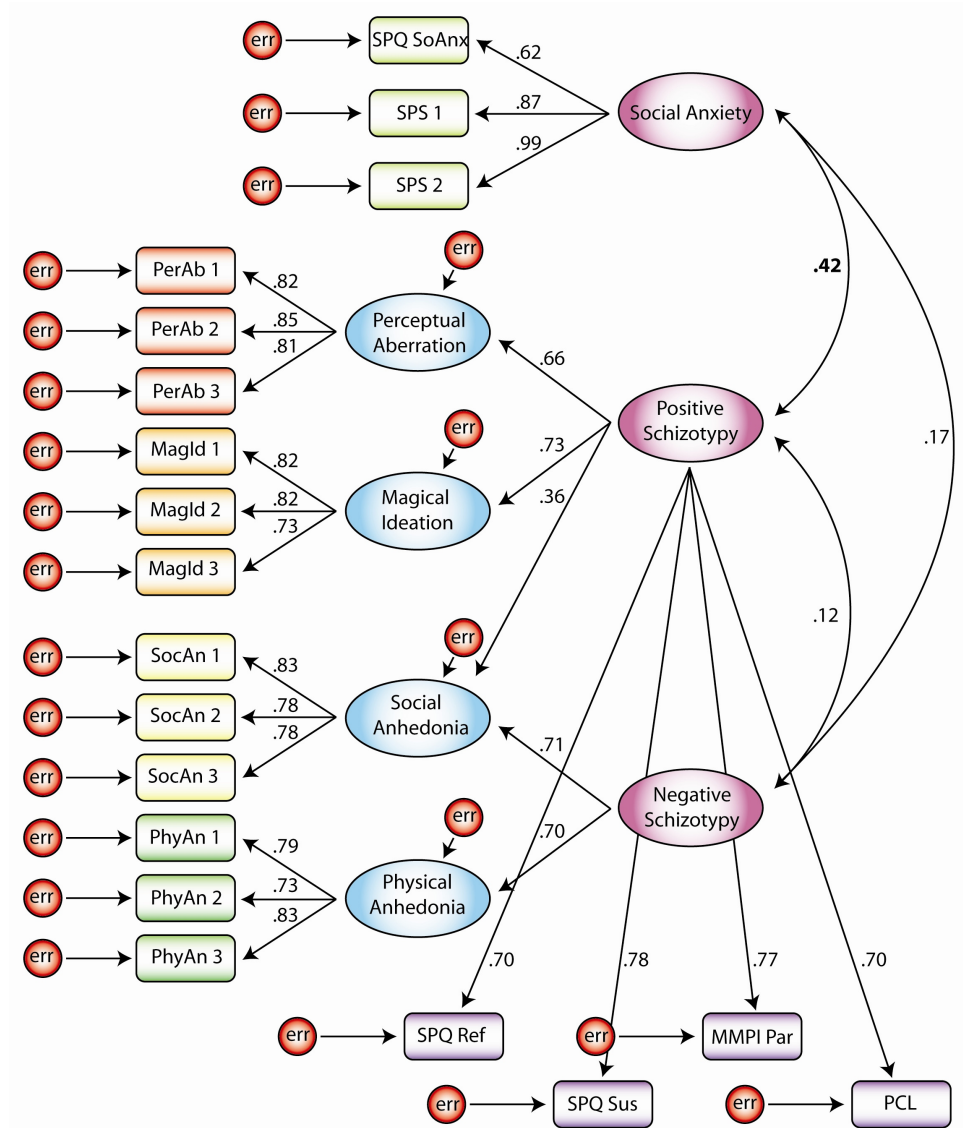 err
SPQ SoAnx
.62
err
SPS 1
.87
Social Anxiety
.99
err
SPS 2
err
err
PerAb 1
.82
.42
err
PerAb 2
.85
Perceptual
Aberration
.81
.66
err
PerAb 3
Positive
Schizotypy
err
err
MagId 1
.82
.73
.17
err
MagId 2
.82
Magical
Ideation
.36
.73
err
MagId 3
.12
err
err
SocAn 1
.83
err
SocAn 2
.78
Social
Anhedonia
.78
.71
err
SocAn 3
Negative
Schizotypy
err
err
PhyAn 1
.79
.70
err
PhyAn 2
.73
Physical
Anhedonia
.83
err
PhyAn 3
.70
.78
.77
.70
err
SPQ Ref
err
MMPI Par
err
SPQ Sus
err
PCL